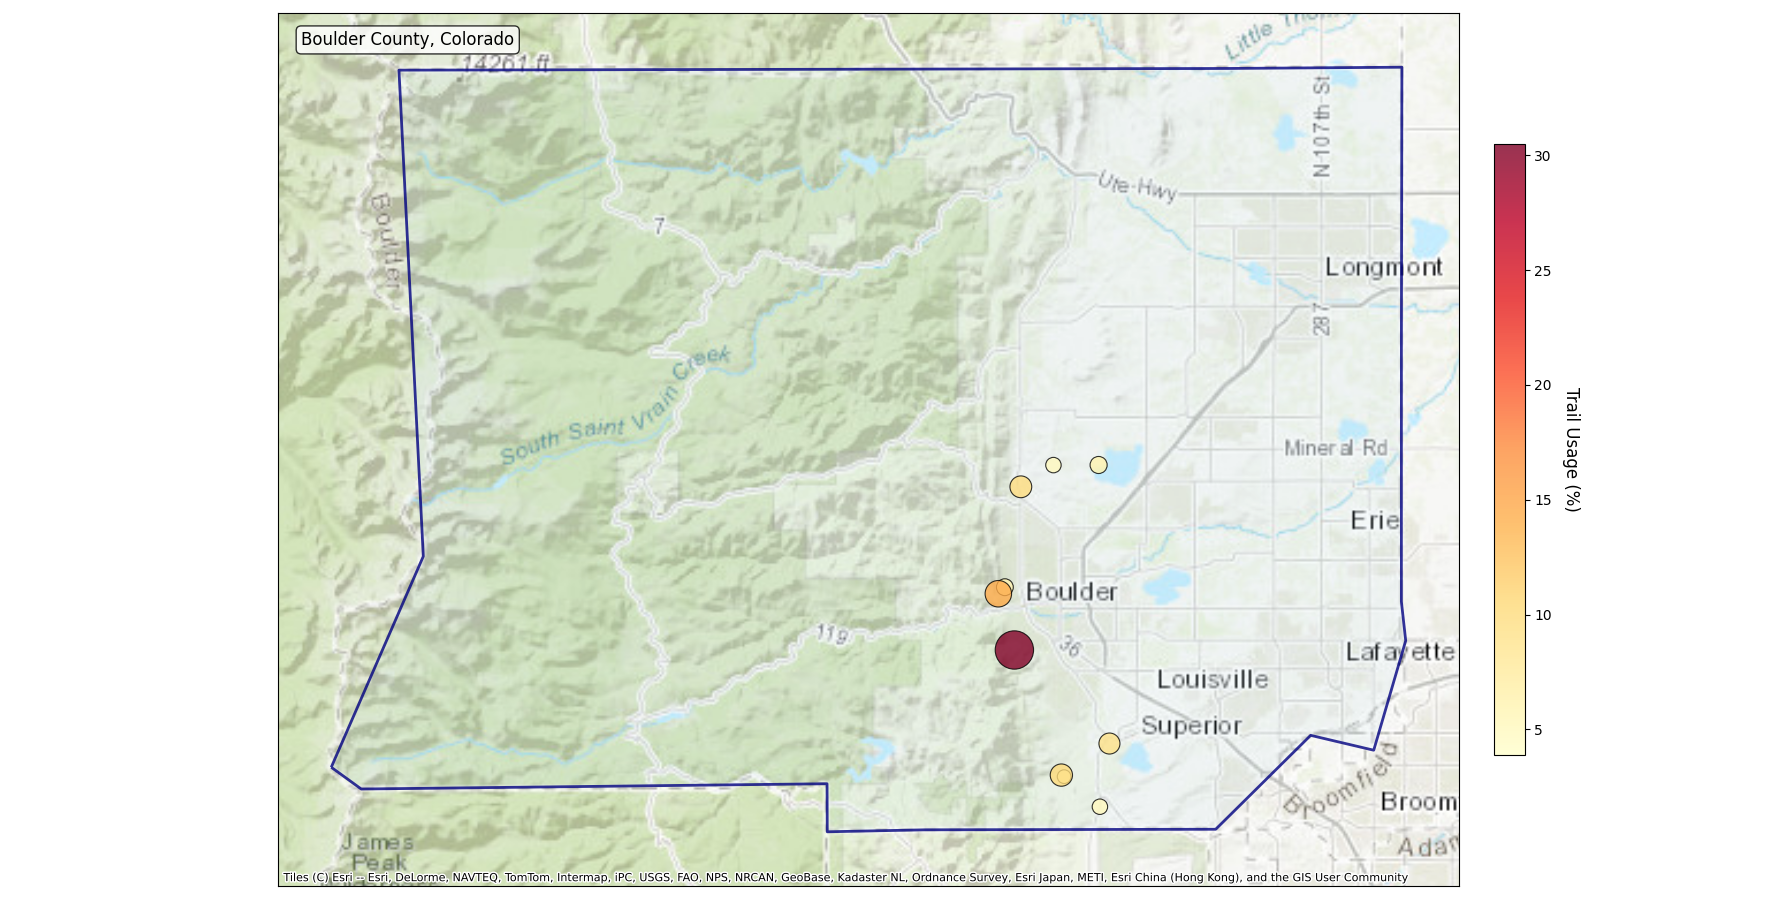 Boulder County, Colorado
14261 ft
Little
N 107th St
Boulder
Ute Hwy
7
Longmont
287
South Saint Vrain Creek
Mineral Rd
Erie
Boulder
119
36
Lafayette
Louisville
Superior
Broomfield
Broom
Adar
James
Peak
Tiles (C) Esri -- Esri, DeLorme, NAVTEQ, TomTom, Intermap, iPC, USGS, FAO, NPS, NRCAN, GeoBase, Kadaster NL, Ordnance Survey, Esri Japan, METI, Esri China (Hong Kong), and the GIS User Community
30
25
20
15
10
5
Trail Usage (%)